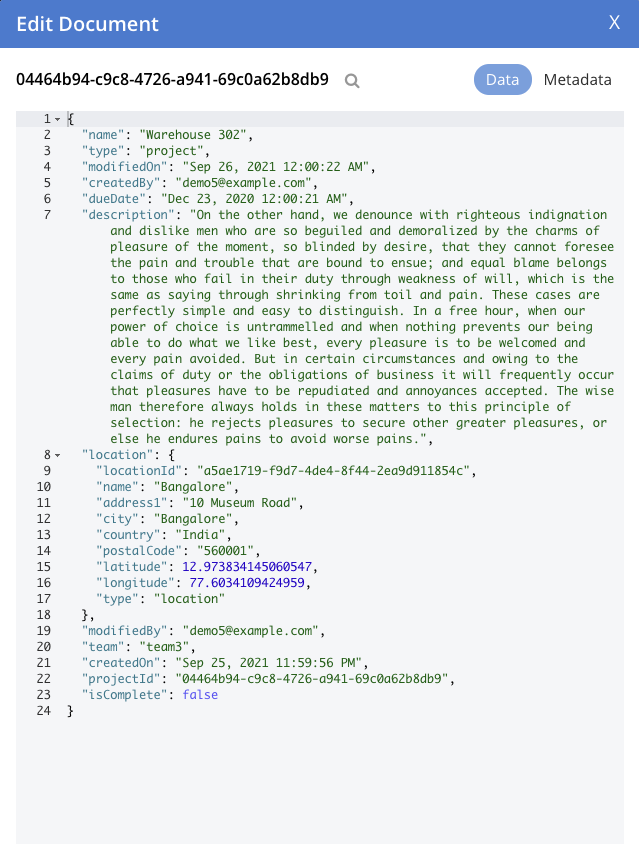 Edit Document
X
04464b94-c9c8-4726-a941-69c0a62b8db9
Data
Metadata
1 {
2 "name": "Warehouse 302",
3 "type": "project",
4 "modifiedOn": "Sep 26, 2021 12:00:22 AM",
5 "createdBy": "demo5@example.com",
6 "dueDate": "Dec 23, 2020 12:00:21 AM",
7 "description": "On the other hand, we denounce with righteous indignation
and dislike men who are so beguiled and demoralized by the charms of
pleasure of the moment, so blinded by desire, that they cannot foresee
the pain and trouble that are bound to ensue; and equal blame belongs
to those who fail in their duty through weakness of will, which is the
same as saying through shrinking from toil and pain. These cases are
perfectly simple and easy to distinguish. In a free hour, when our
power of choice is untrammelled and when nothing prevents our being
able to do what we like best, every pleasure is to be welcomed and
every pain avoided. But in certain circumstances and owing to the
claims of duty or the obligations of business it will frequently occur
that pleasures have to be repudiated and annoyances accepted. The wise
man therefore always holds in these matters to this principle of
selection: he rejects pleasures to secure other greater pleasures, or
else he endures pains to avoid worse pains.",
8 "location": {
9 "locationId": "a5ae1719-f9d7-4de4-8f44-2ea9d911854c",
10 "name": "Bangalore",
11 "address1": "10 Museum Road",
12 "city": "Bangalore",
13 "country": "India",
14 "postalCode": "560001",
15 "latitude": 12.973834145060547,
16 "longitude": 77.6034109424959,
17 "type": "location"
18 },
19 "modifiedBy": "demo5@example.com",
20 "team": "team3",
21 "createdOn": "Sep 25, 2021 11:59:56 PM",
22 "projectId": "04464b94-c9c8-4726-a941-69c0a62b8db9",
23 "isComplete": false
24 }